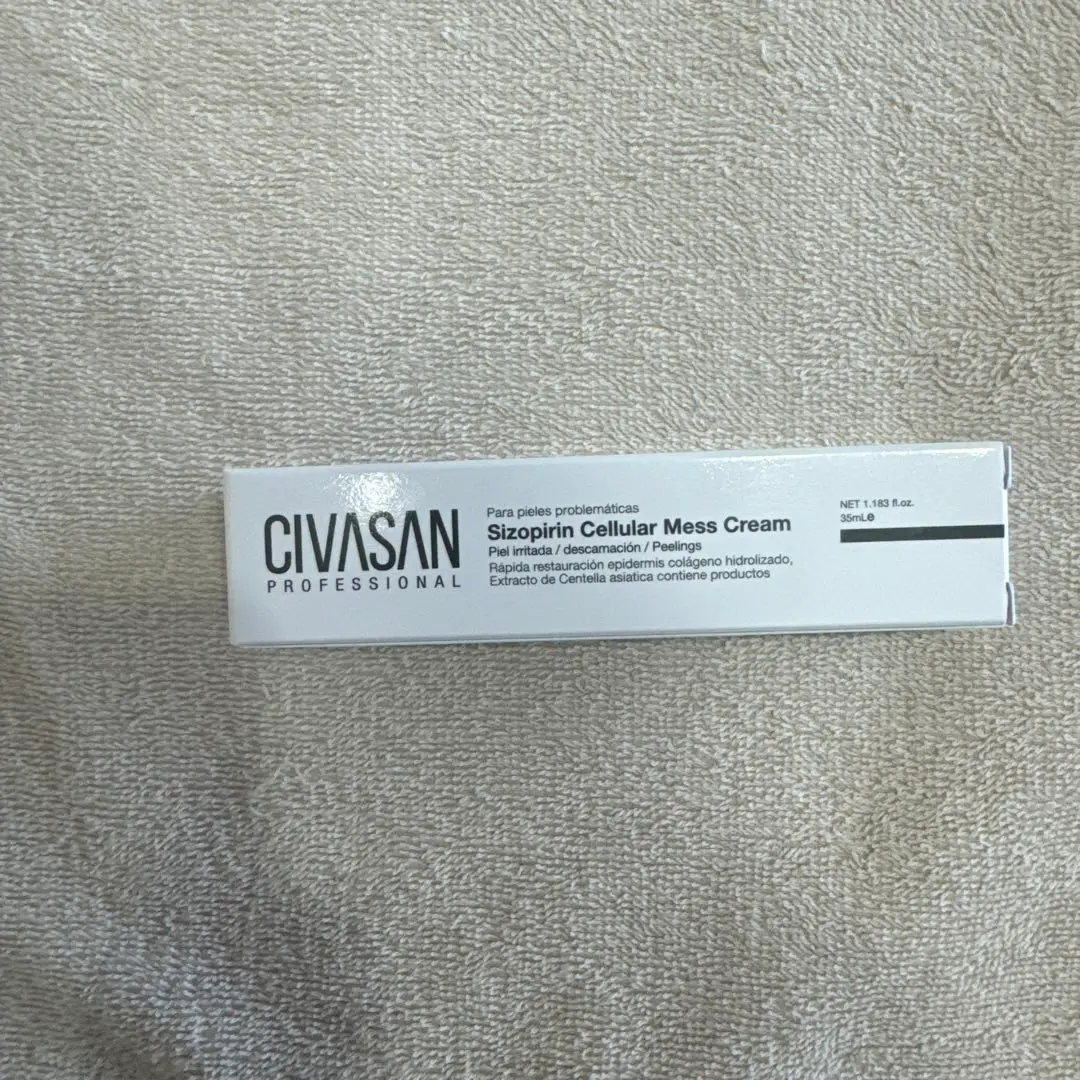 CIVASAN
PROFESSIONAL
Para pieles problemáticas
Sizopirin Cellular Mess Cream
Piel irritada / descamación / Peelings
Rápida restauración epidermis colágeno hidrolizado,
Extracto de Centella asiatica contiene productos
NET 1.183 fl.oz.
35mL℮